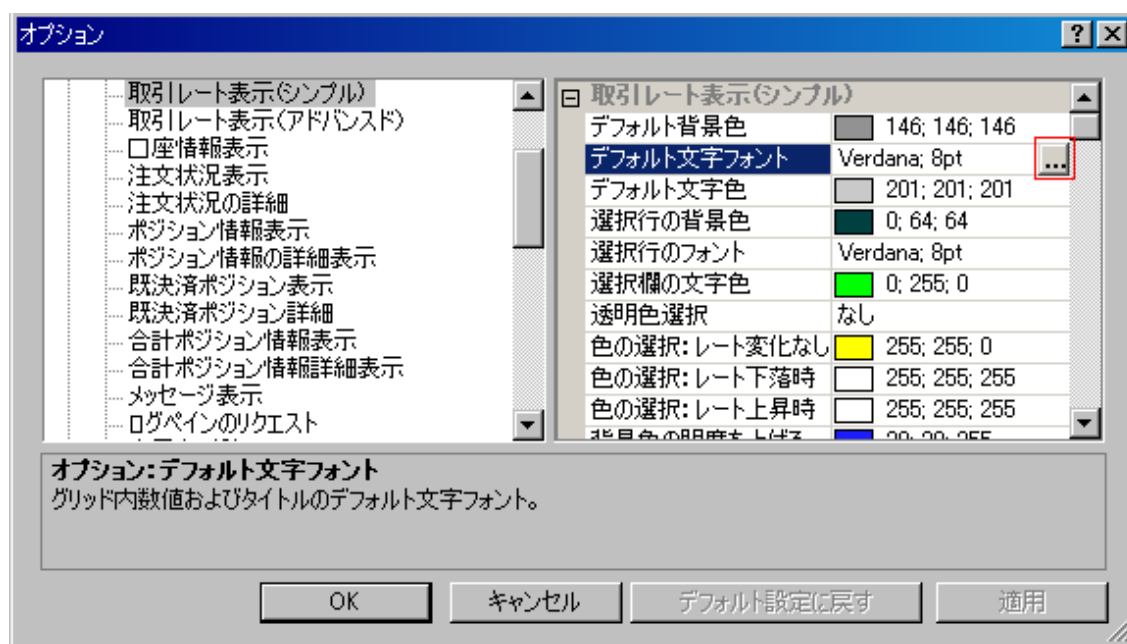 オプション
取引レート表示(シンプル)
取引レート表示(アドバンスド)
口座情報表示
注文状況表示
注文状況の詳細
ポジション情報表示
ポジション情報の詳細表示
既決済ポジション表示
既決済ポジション詳細
合計ポジション情報表示
合計ポジション情報詳細表示
メッセージ表示
ログペインのリクエスト
取引レート表示(シンプル)
デフォルト背景色 146; 146; 146
デフォルト文字フォント Verdana; 8pt ...
デフォルト文字色 201; 201; 201
選択行の背景色 0; 64; 64
選択行のフォント Verdana; 8pt
選択欄の文字色 0; 255; 0
透明色選択 なし
色の選択:レート変化なし 255; 255; 0
色の選択:レート下落時 255; 255; 255
色の選択:レート上昇時 255; 255; 255
オプション:デフォルト文字フォント
グリッド内数値およびタイトルのデフォルト文字フォント。
OK キャンセル デフォルト設定に戻す 適用